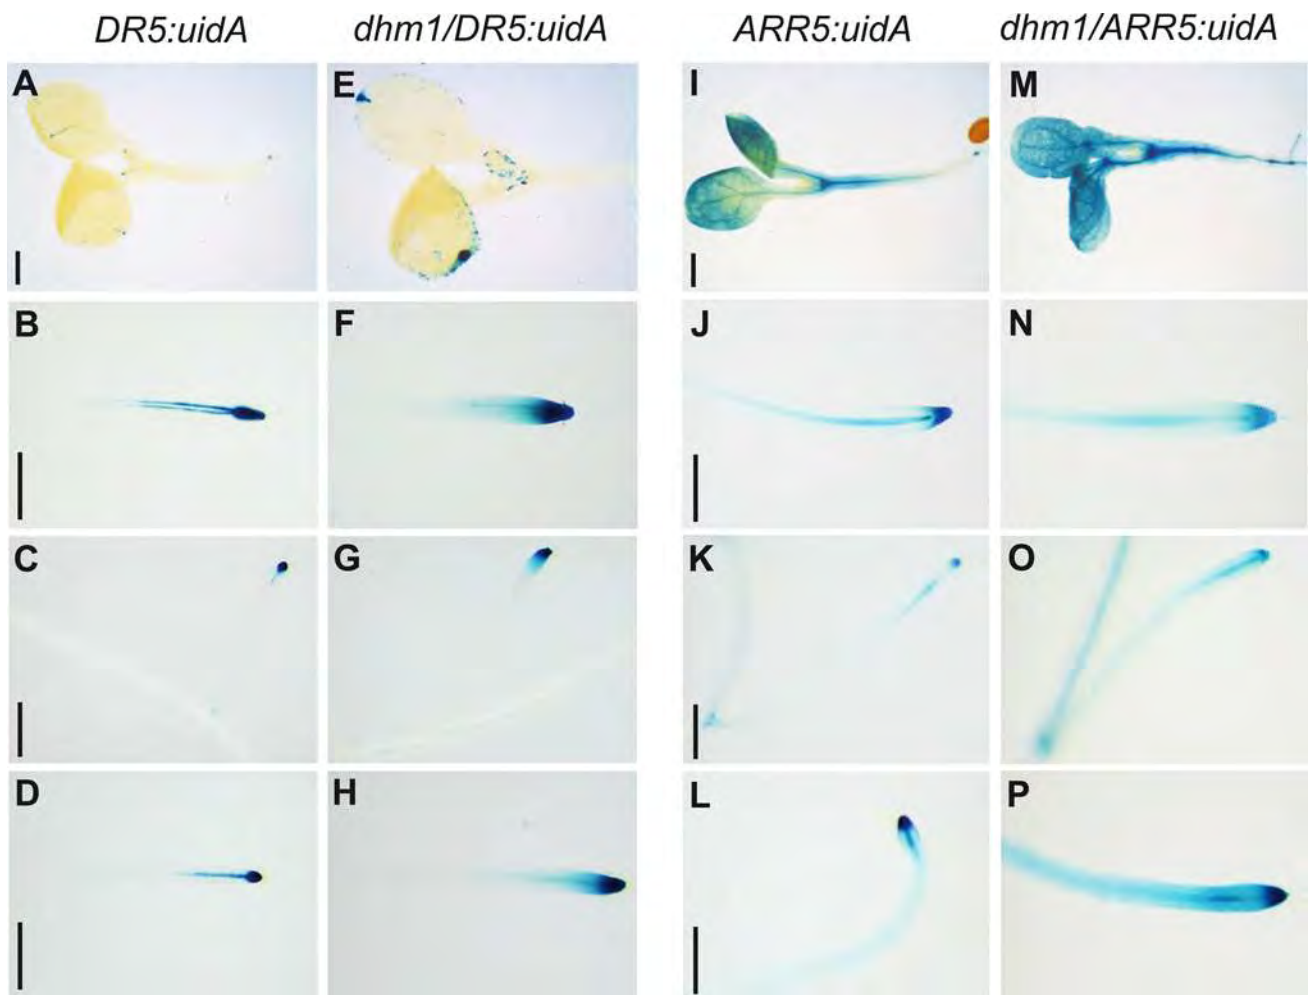 DR5:uidA dhm1/DR5:uidA ARR5:uidA dhm1/ARR5:uidA
A E I M
B F J N
C G K O
D H L P